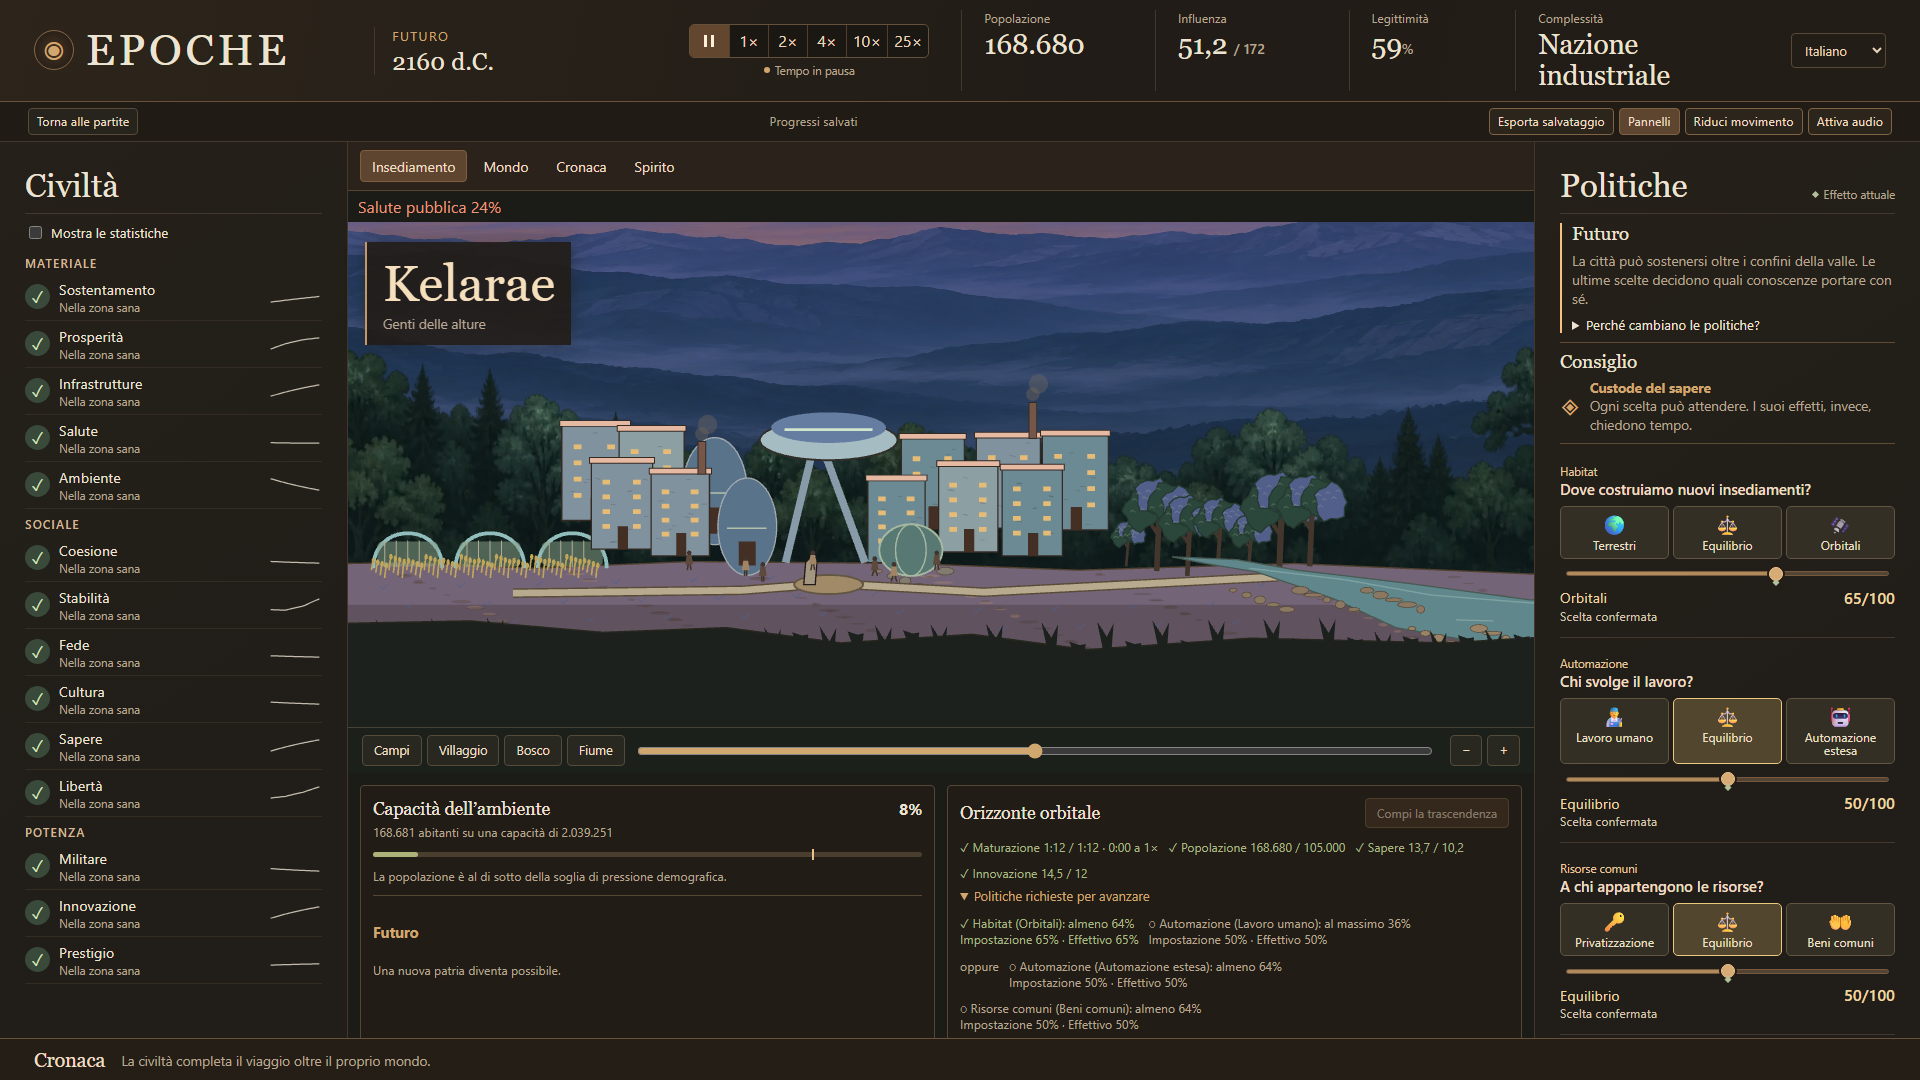 EPOCHE
FUTURO
2160 d.C.
1×
2×
4×
10×
25×
Tempo in pausa
Popolazione
168.680
Influenza
51,2 / 172
Legittimità
59%
Complessità
Nazione
industriale
Italiano
Torna alle partite
Progressi salvati
Esporta salvataggio
Pannelli
Riduci movimento
Attiva audio
Civiltà
Mostra le statistiche
MATERIALE
Sostentamento
Nella zona sana
Prosperità
Nella zona sana
Infrastrutture
Nella zona sana
Salute
Nella zona sana
Ambiente
Nella zona sana
SOCIALE
Coesione
Nella zona sana
Stabilità
Nella zona sana
Fede
Nella zona sana
Cultura
Nella zona sana
Sapere
Nella zona sana
Libertà
Nella zona sana
POTENZA
Militare
Nella zona sana
Innovazione
Nella zona sana
Prestigio
Nella zona sana
Insediamento
Mondo
Cronaca
Spirito
Salute pubblica 24%
Kelarae
Genti delle alture
Campi
Villaggio
Bosco
Fiume
−
+
Capacità dell’ambiente
8%
168.681 abitanti su una capacità di 2.039.251
La popolazione è al di sotto della soglia di pressione demografica.
Futuro
Una nuova patria diventa possibile.
Orizzonte orbitale
Compi la trascendenza
✓ Maturazione 1:12 / 1:12 · 0:00 a 1× ✓ Popolazione 168.680 / 105.000 ✓ Sapere 13,7 / 10,2
✓ Innovazione 14,5 / 12
▼ Politiche richieste per avanzare
✓ Habitat (Orbitali): almeno 64% ○ Automazione (Lavoro umano): al massimo 36%
Impostazione 65% · Effettivo 65% Impostazione 50% · Effettivo 50%
oppure ○ Automazione (Automazione estesa): almeno 64%
Impostazione 50% · Effettivo 50%
○ Risorse comuni (Beni comuni): almeno 64%
Impostazione 50% · Effettivo 50%
Politiche
◆ Effetto attuale
Futuro
La città può sostenersi oltre i confini della valle. Le
ultime scelte decidono quali conoscenze portare con
sé.
▶ Perché cambiano le politiche?
Consiglio
Custode del sapere
Ogni scelta può attendere. I suoi effetti, invece,
chiedono tempo.
Habitat
Dove costruiamo nuovi insediamenti?
Terrestri
Equilibrio
Orbitali
Orbitali
65/100
Scelta confermata
Automazione
Chi svolge il lavoro?
Lavoro umano
Equilibrio
Automazione
estesa
Equilibrio
50/100
Scelta confermata
Risorse comuni
A chi appartengono le risorse?
Privatizzazione
Equilibrio
Beni comuni
Equilibrio
50/100
Scelta confermata
Cronaca
La civiltà completa il viaggio oltre il proprio mondo.